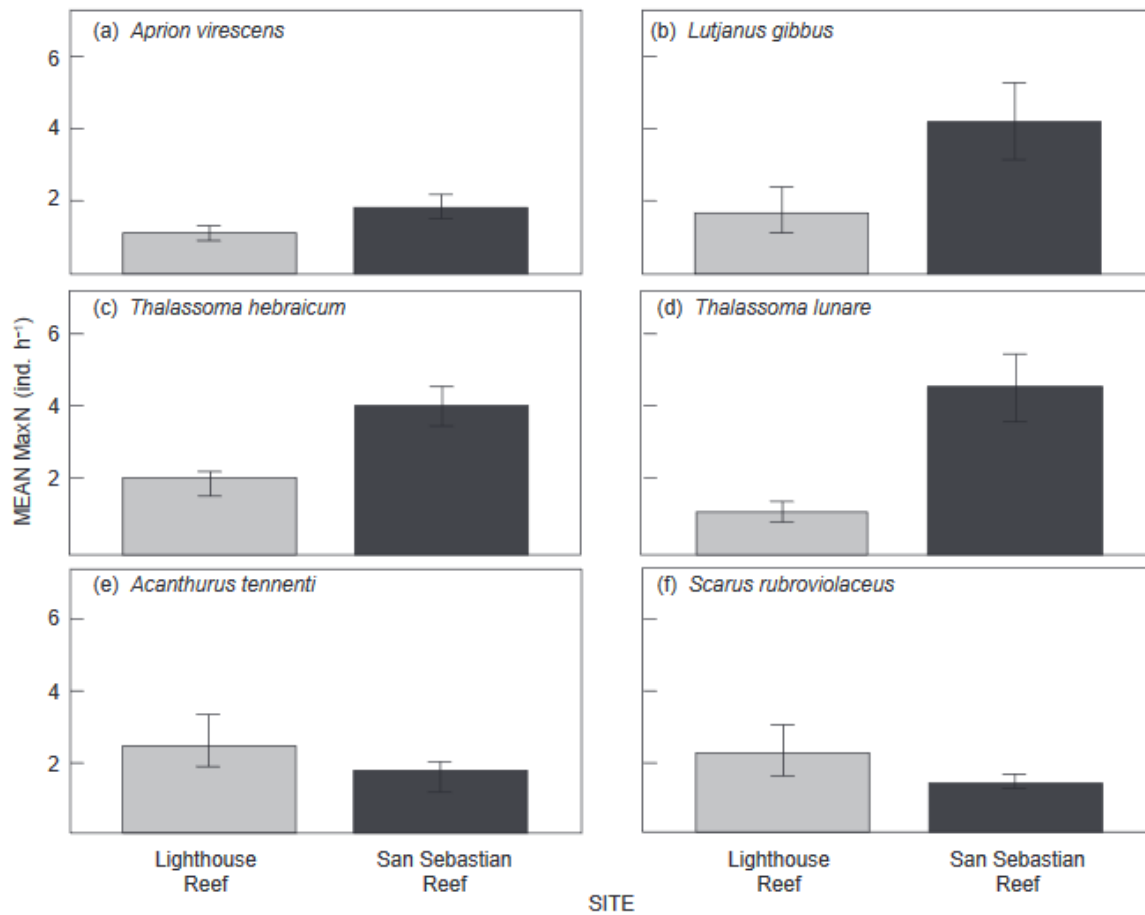 (a) Aprion virescens
(b) Lutjanus gibbus
6
4
2
(c) Thalassoma hebraicum
(d) Thalassoma lunare
6
4
2
MEAN MaxN (ind. h⁻¹)
(e) Acanthurus tennenti
(f) Scarus rubroviolaceus
6
4
2
Lighthouse
Reef
San Sebastian
Reef
Lighthouse
Reef
San Sebastian
Reef
SITE